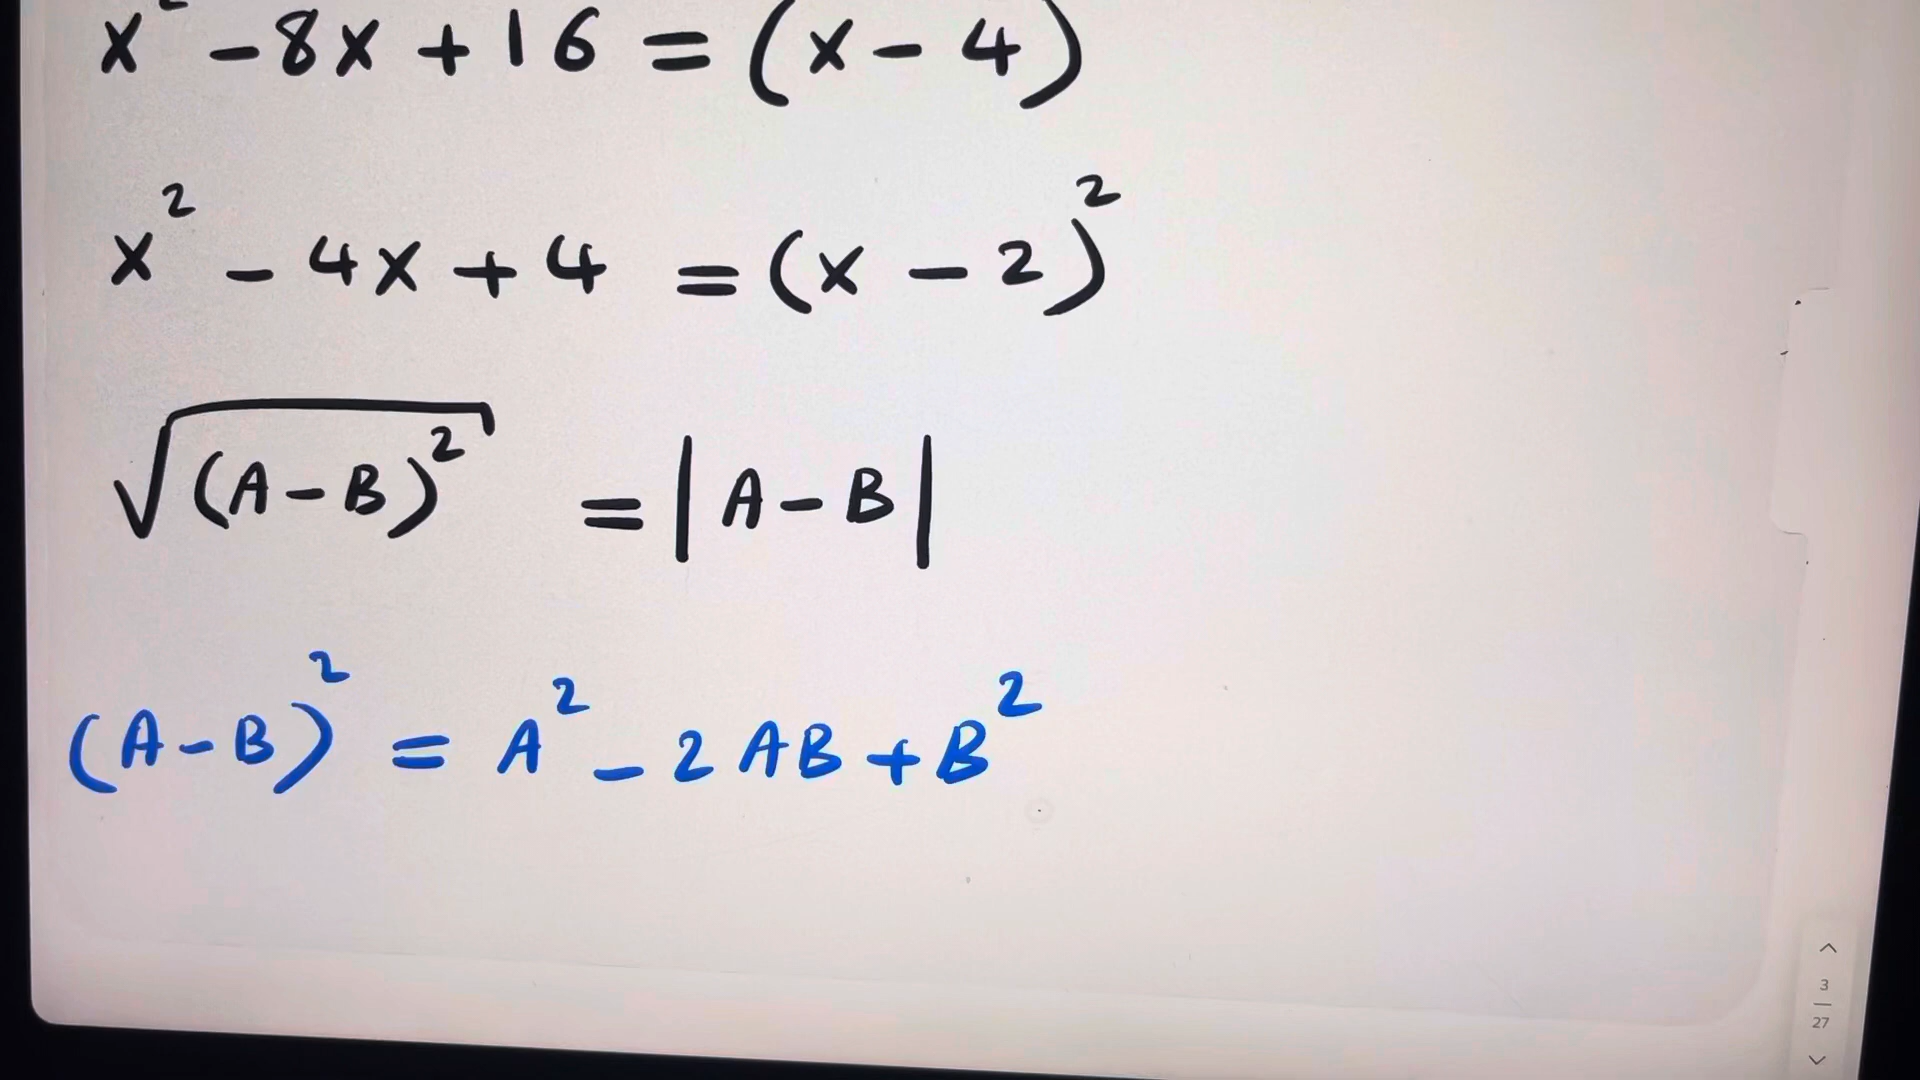 x² - 8x + 16 = (x - 4)
x² - 4x + 4 = (x - 2)²
√(A - B)² = |A - B|
(A - B)² = A² - 2AB + B²
3
27